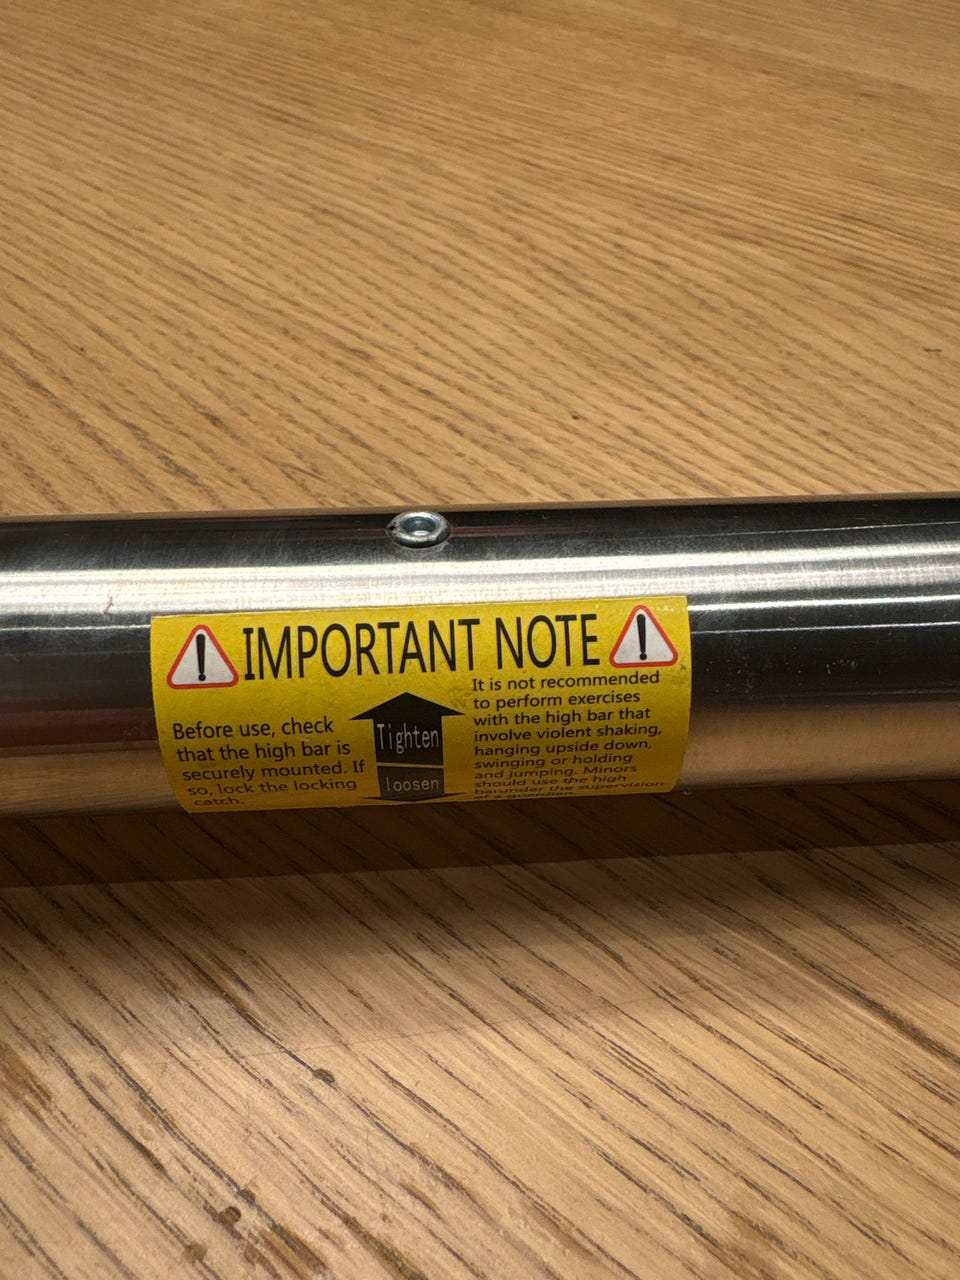 IMPORTANT NOTE
Before use, check
that the high bar is
securely mounted. If
so, lock the locking
catch.
Tighten
loosen
It is not recommended
to perform exercises
with the high bar that
involve violent shaking,
hanging upside down,
swinging or holding
and jumping. Minors
should use the high
barunder the supervision
of a guardian.